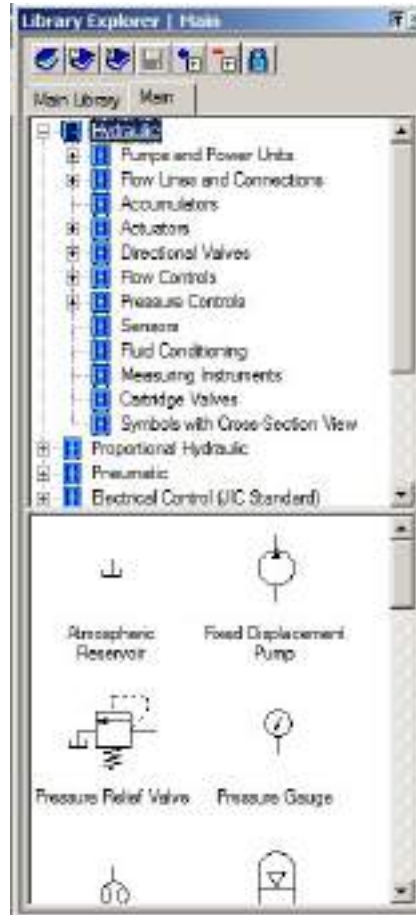 Library Explorer | Main
Main Library Main
Hydraulic
Pumps and Power Units
Flow Lines and Connections
Accumulators
Actuators
Directional Valves
Flow Controls
Pressure Controls
Sensors
Fluid Conditioning
Measuring Instruments
Cartridge Valves
Symbols with Cross-Section View
Proportional Hydraulic
Pneumatic
Electrical Control (JIC Standard)
Atmospheric Fixed Displacement
Reservoir Pump
Pressure Relief Valve Pressure Gauge